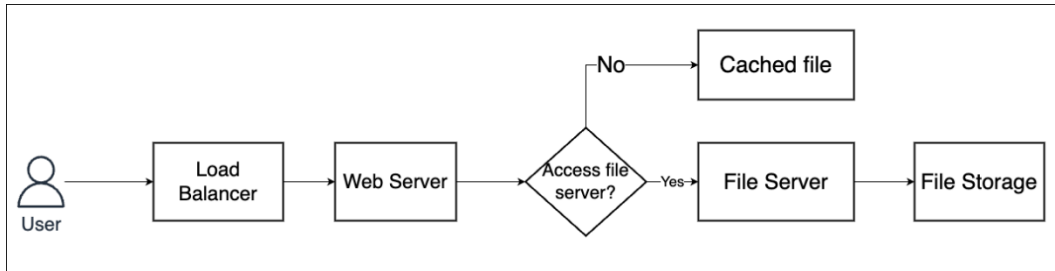 No
Cached file
User
Load
Balancer
Web Server
Access file
server?
Yes
File Server
File Storage